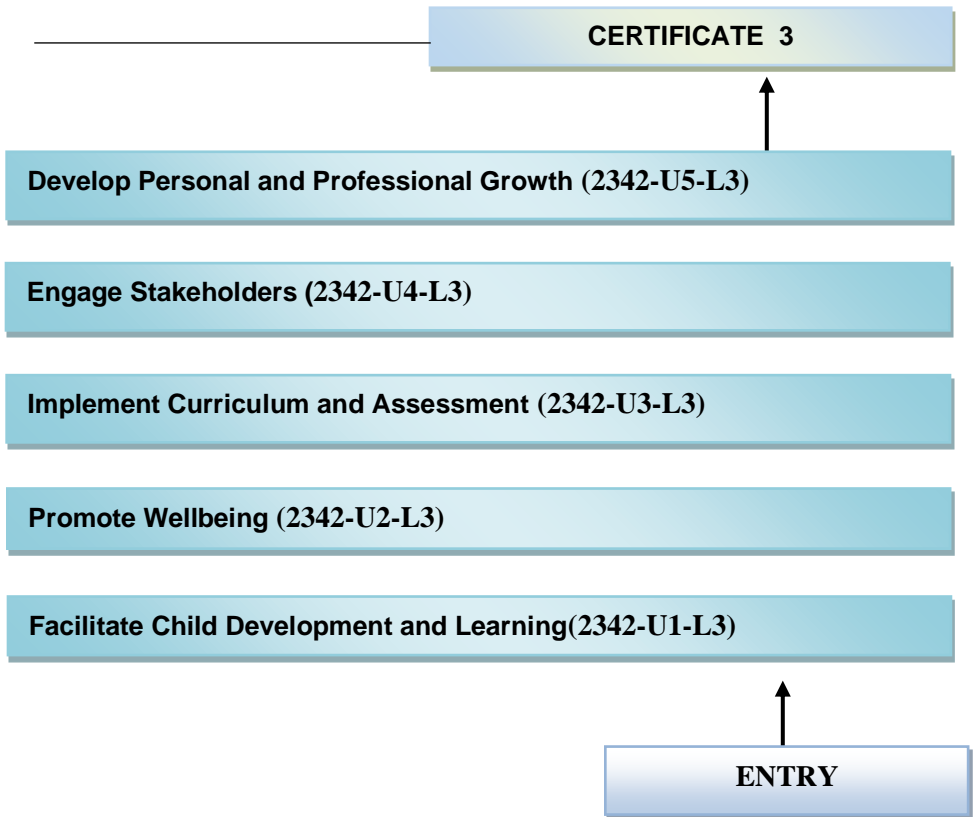 CERTIFICATE 3
Develop Personal and Professional Growth (2342-U5-L3)
Engage Stakeholders (2342-U4-L3)
Implement Curriculum and Assessment (2342-U3-L3)
Promote Wellbeing (2342-U2-L3)
Facilitate Child Development and Learning(2342-U1-L3)
ENTRY